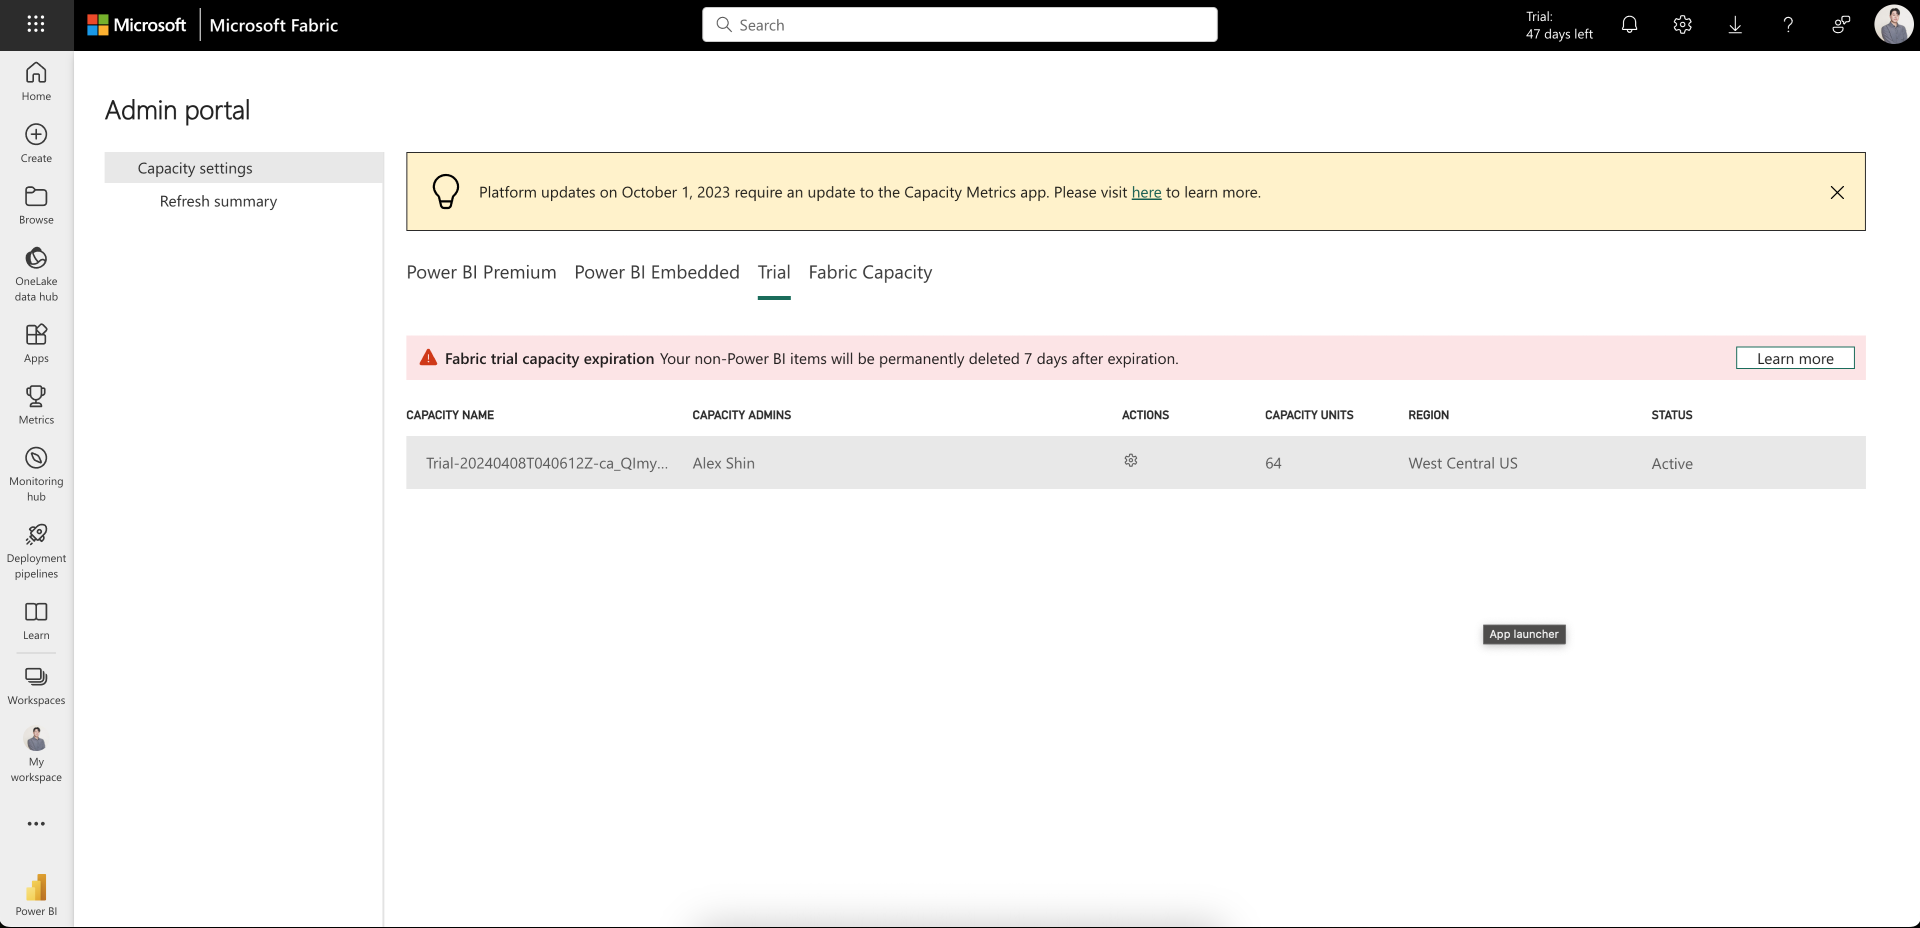 Microsoft
Microsoft Fabric
Search
Trial:
47 days left
Home
Create
Browse
OneLake
data hub
Apps
Metrics
Monitoring
hub
Deployment
pipelines
Learn
Workspaces
My
workspace
Power BI
Admin portal
Capacity settings
Refresh summary
Platform updates on October 1, 2023 require an update to the Capacity Metrics app. Please visit here to learn more.
Power BI Premium Power BI Embedded Trial Fabric Capacity
Fabric trial capacity expiration Your non-Power BI items will be permanently deleted 7 days after expiration. Learn more
CAPACITY NAME CAPACITY ADMINS ACTIONS CAPACITY UNITS REGION STATUS
Trial-20240408T040612Z-ca_QImy... Alex Shin 64 West Central US Active
App launcher